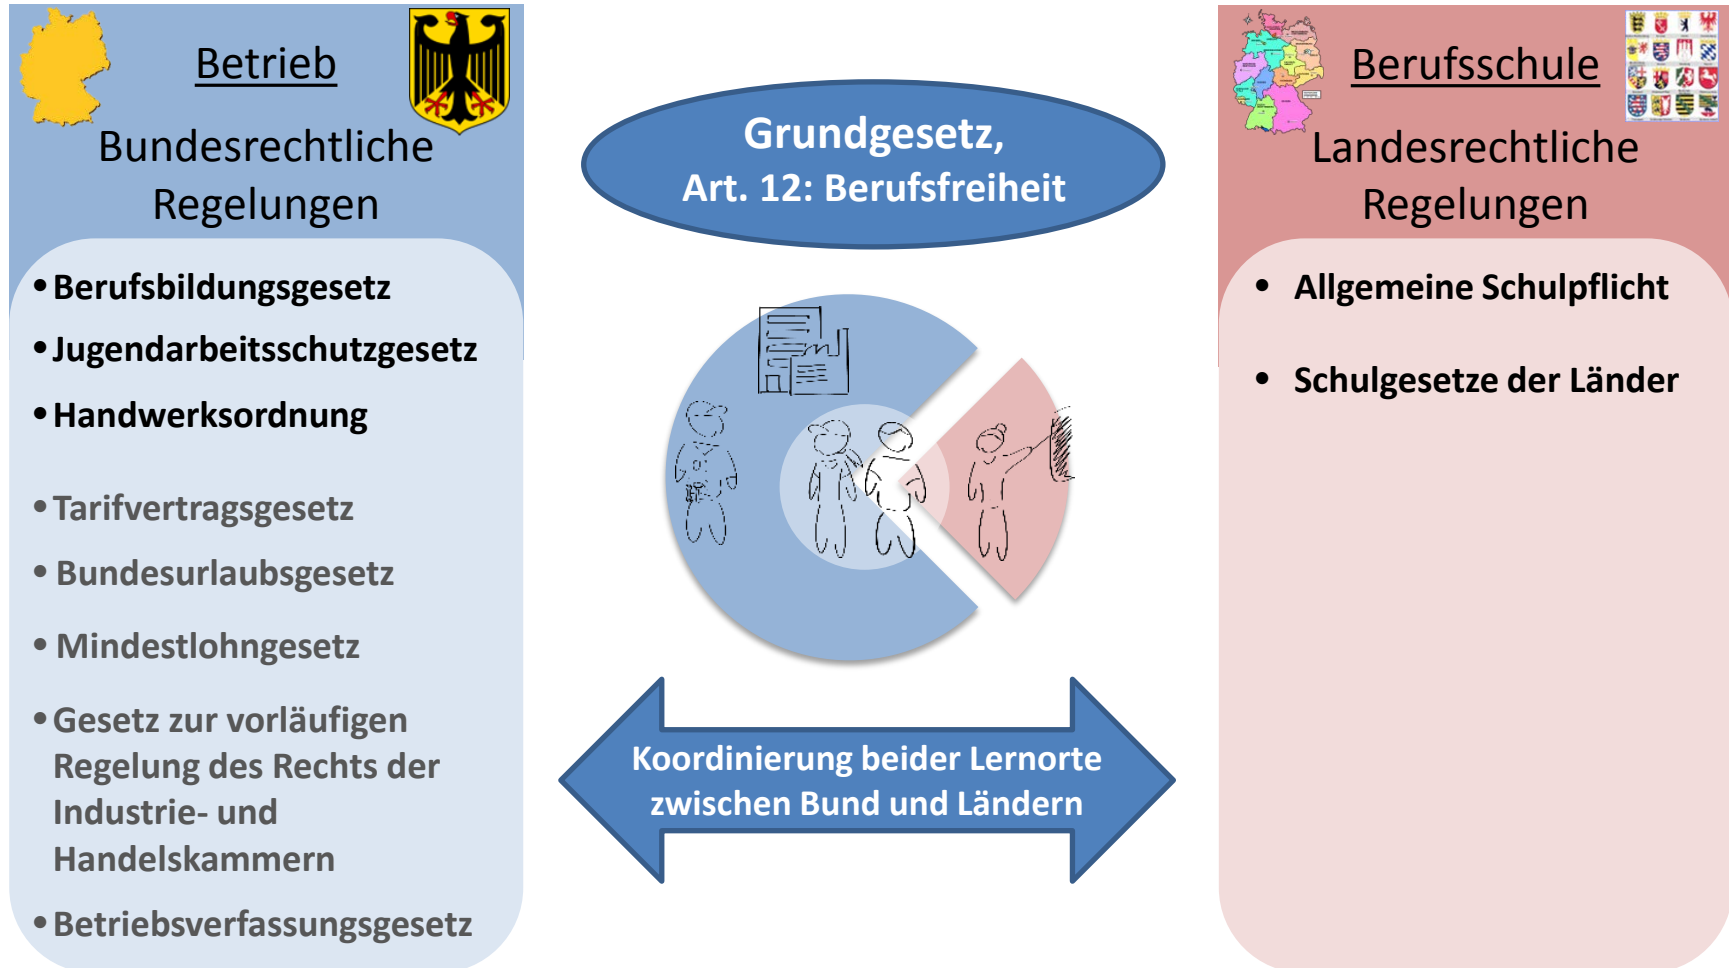 Betrieb
Bundesrechtliche
Regelungen
• Berufsbildungsgesetz
• Jugendarbeitsschutzgesetz
• Handwerksordnung
• Tarifvertragsgesetz
• Bundesurlaubsgesetz
• Mindestlohngesetz
• Gesetz zur vorläufigen
Regelung des Rechts der
Industrie- und
Handelskammern
• Betriebsverfassungsgesetz
Grundgesetz,
Art. 12: Berufsfreiheit
Koordinierung beider Lernorte
zwischen Bund und Ländern
Berufsschule
Landesrechtliche
Regelungen
• Allgemeine Schulpflicht
• Schulgesetze der Länder